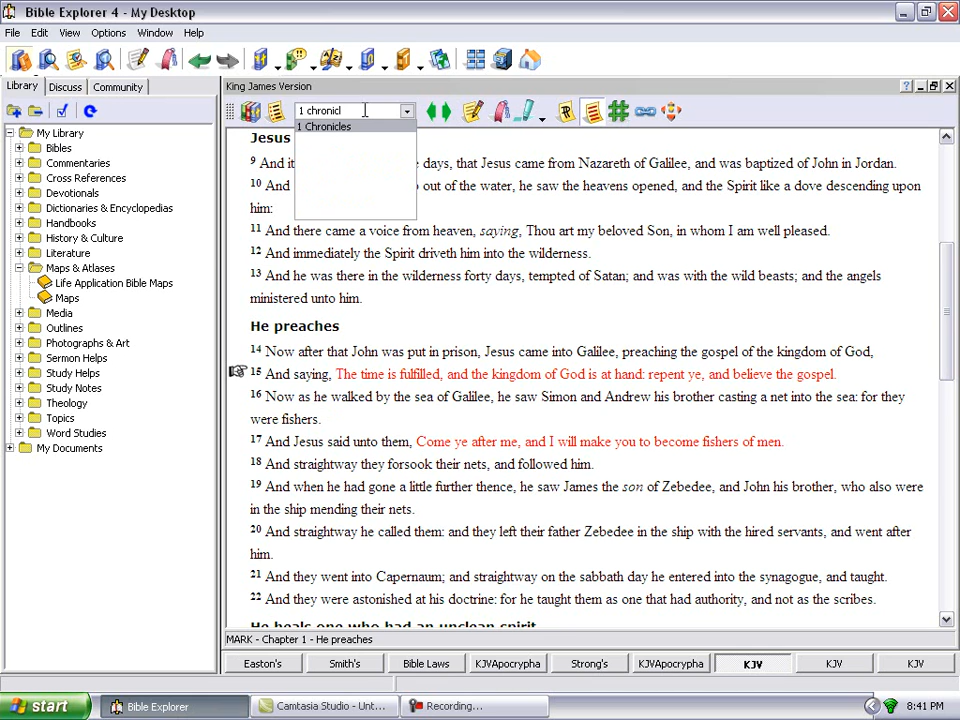 Bible Explorer 4 - My Desktop
File Edit View Options Window Help
Library Discuss Community
King James Version
1 chronicl
1 Chronicles
My Library
Bibles
Commentaries
Cross References
Devotionals
Dictionaries & Encyclopedias
Handbooks
History & Culture
Literature
Maps & Atlases
Life Application Bible Maps
Maps
Media
Outlines
Photographs & Art
Sermon Helps
Study Helps
Study Notes
Theology
Topics
Word Studies
My Documents
Jesus
9 And it e days, that Jesus came from Nazareth of Galilee, and was baptized of John in Jordan.
10 And o out of the water, he saw the heavens opened, and the Spirit like a dove descending upon
him:
11 And there came a voice from heaven, saying, Thou art my beloved Son, in whom I am well pleased.
12 And immediately the Spirit driveth him into the wilderness.
13 And he was there in the wilderness forty days, tempted of Satan; and was with the wild beasts; and the angels
ministered unto him.
He preaches
14 Now after that John was put in prison, Jesus came into Galilee, preaching the gospel of the kingdom of God,
15 And saying, The time is fulfilled, and the kingdom of God is at hand: repent ye, and believe the gospel.
16 Now as he walked by the sea of Galilee, he saw Simon and Andrew his brother casting a net into the sea: for they
were fishers.
17 And Jesus said unto them, Come ye after me, and I will make you to become fishers of men.
18 And straightway they forsook their nets, and followed him.
19 And when he had gone a little further thence, he saw James the son of Zebedee, and John his brother, who also were
in the ship mending their nets.
20 And straightway he called them: and they left their father Zebedee in the ship with the hired servants, and went after
him.
21 And they went into Capernaum; and straightway on the sabbath day he entered into the synagogue, and taught.
22 And they were astonished at his doctrine: for he taught them as one that had authority, and not as the scribes.
He heals one who had an unclean spirit
MARK - Chapter 1 - He preaches
Easton's Smith's Bible Laws KJVApocrypha Strong's KJVApocrypha KJV KJV KJV
start Bible Explorer 4 Camtasia Studio - Unt... Recording... 8:41 PM